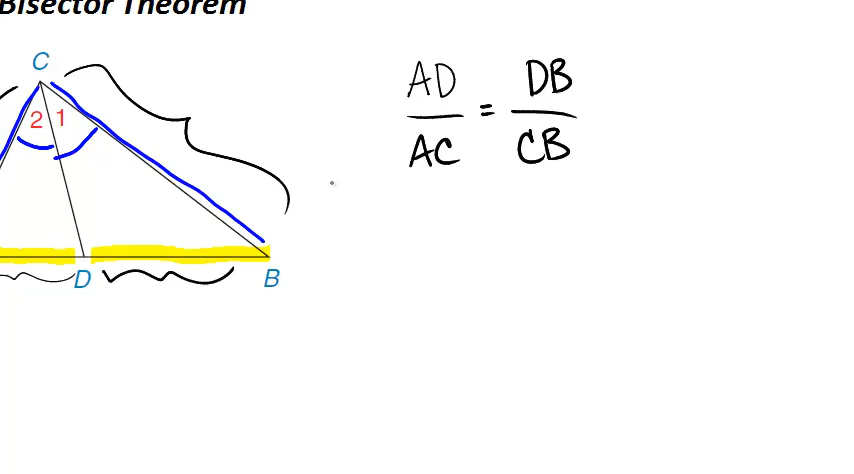 Bisector Theorem
C
2 1
D
B
AD = DB
AC CB